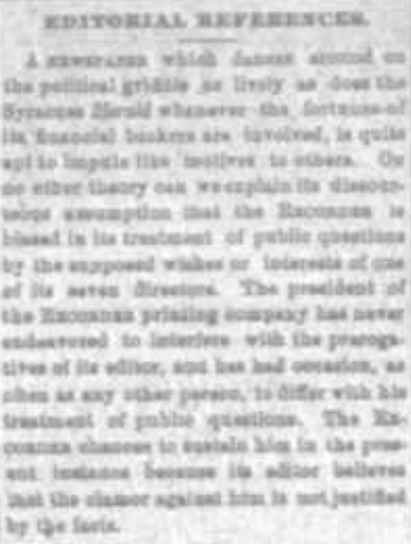 EDITORIAL REFERENCES.
A NEWSPAPER which dances around on
the political griddle as lively as does the
Syracuse Herald whenever the fortunes of
its financial backers are involved, is quite
apt to impute like motives to others. On
no other theory can we explain its discour-
teous assumption that the is
biased in its treatment of public questions
by the supposed wishes or interests of one
of its seven directors. The president of
the printing company has never
endeavored to interfere with the preroga-
tives of its editor, and has had occasion, as
often as any other person, to differ with his
treatment of public questions. The
chances to sustain him in the pres-
ent instance because its editor believes
that the clamor against him is not justified
by the facts.